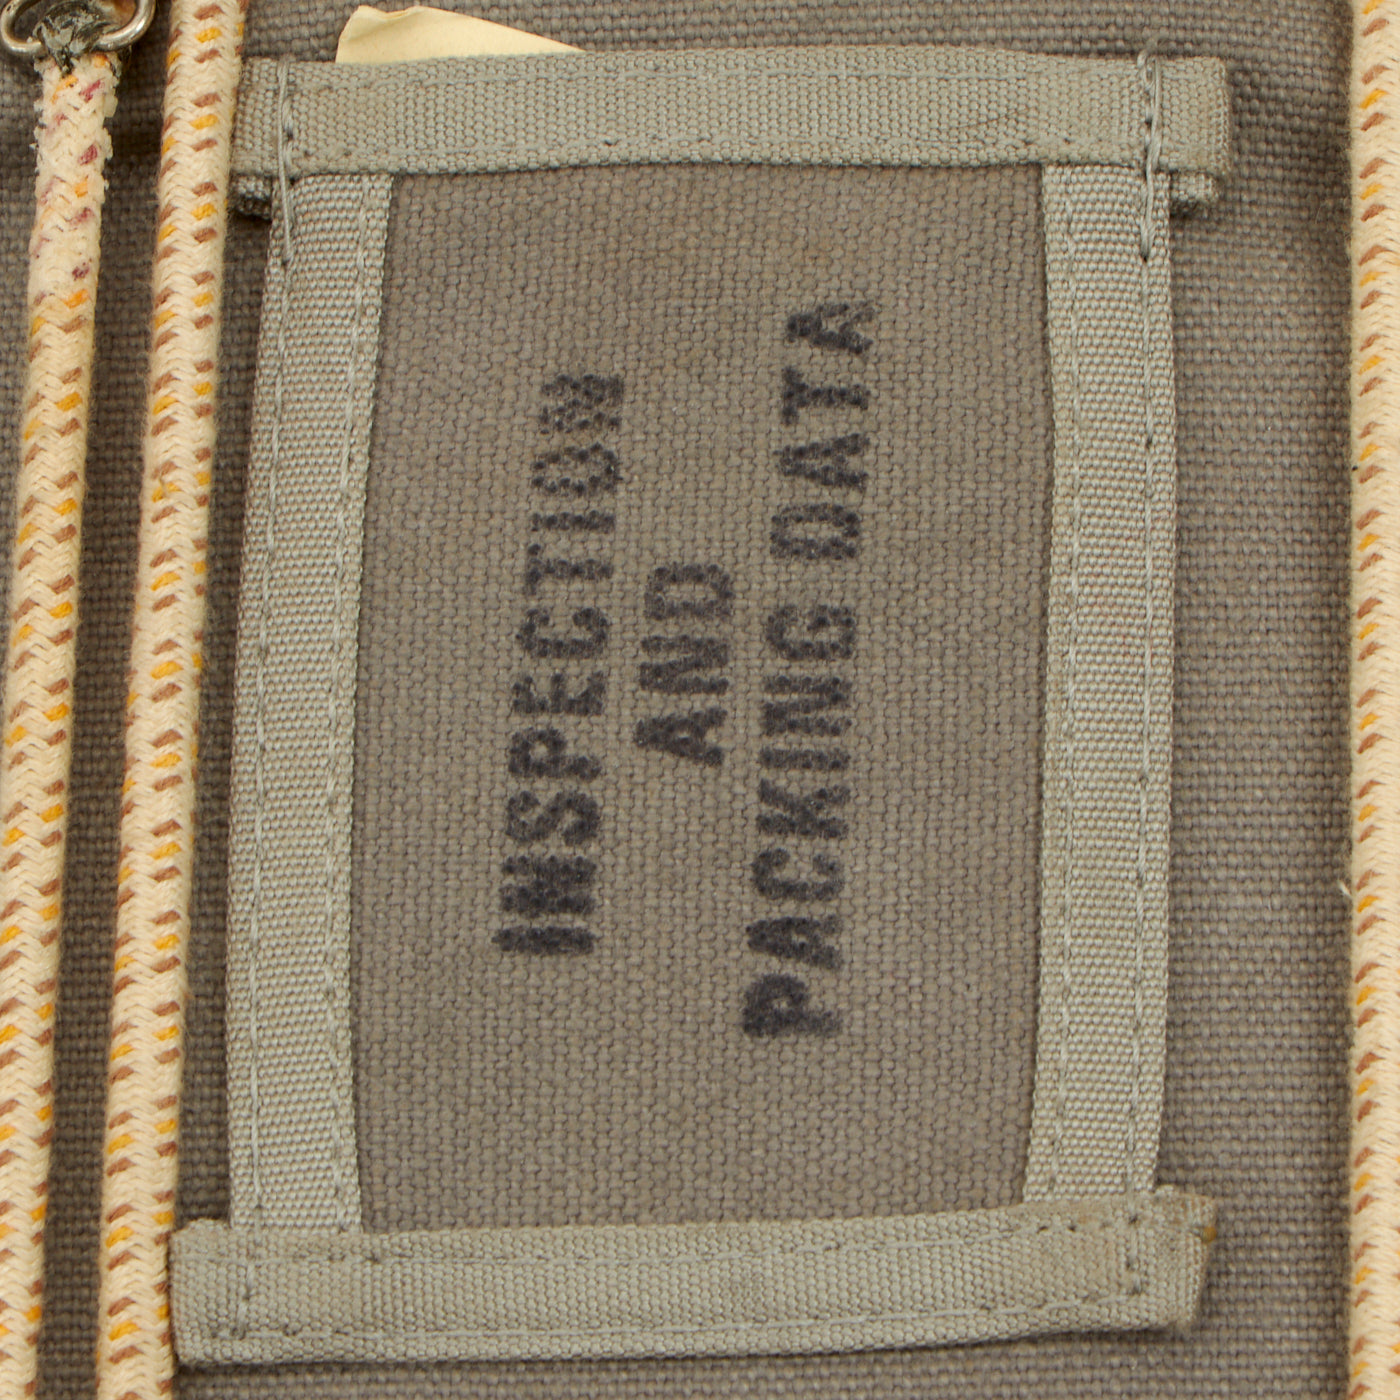 INSPECTION
AND
PACKING DATA